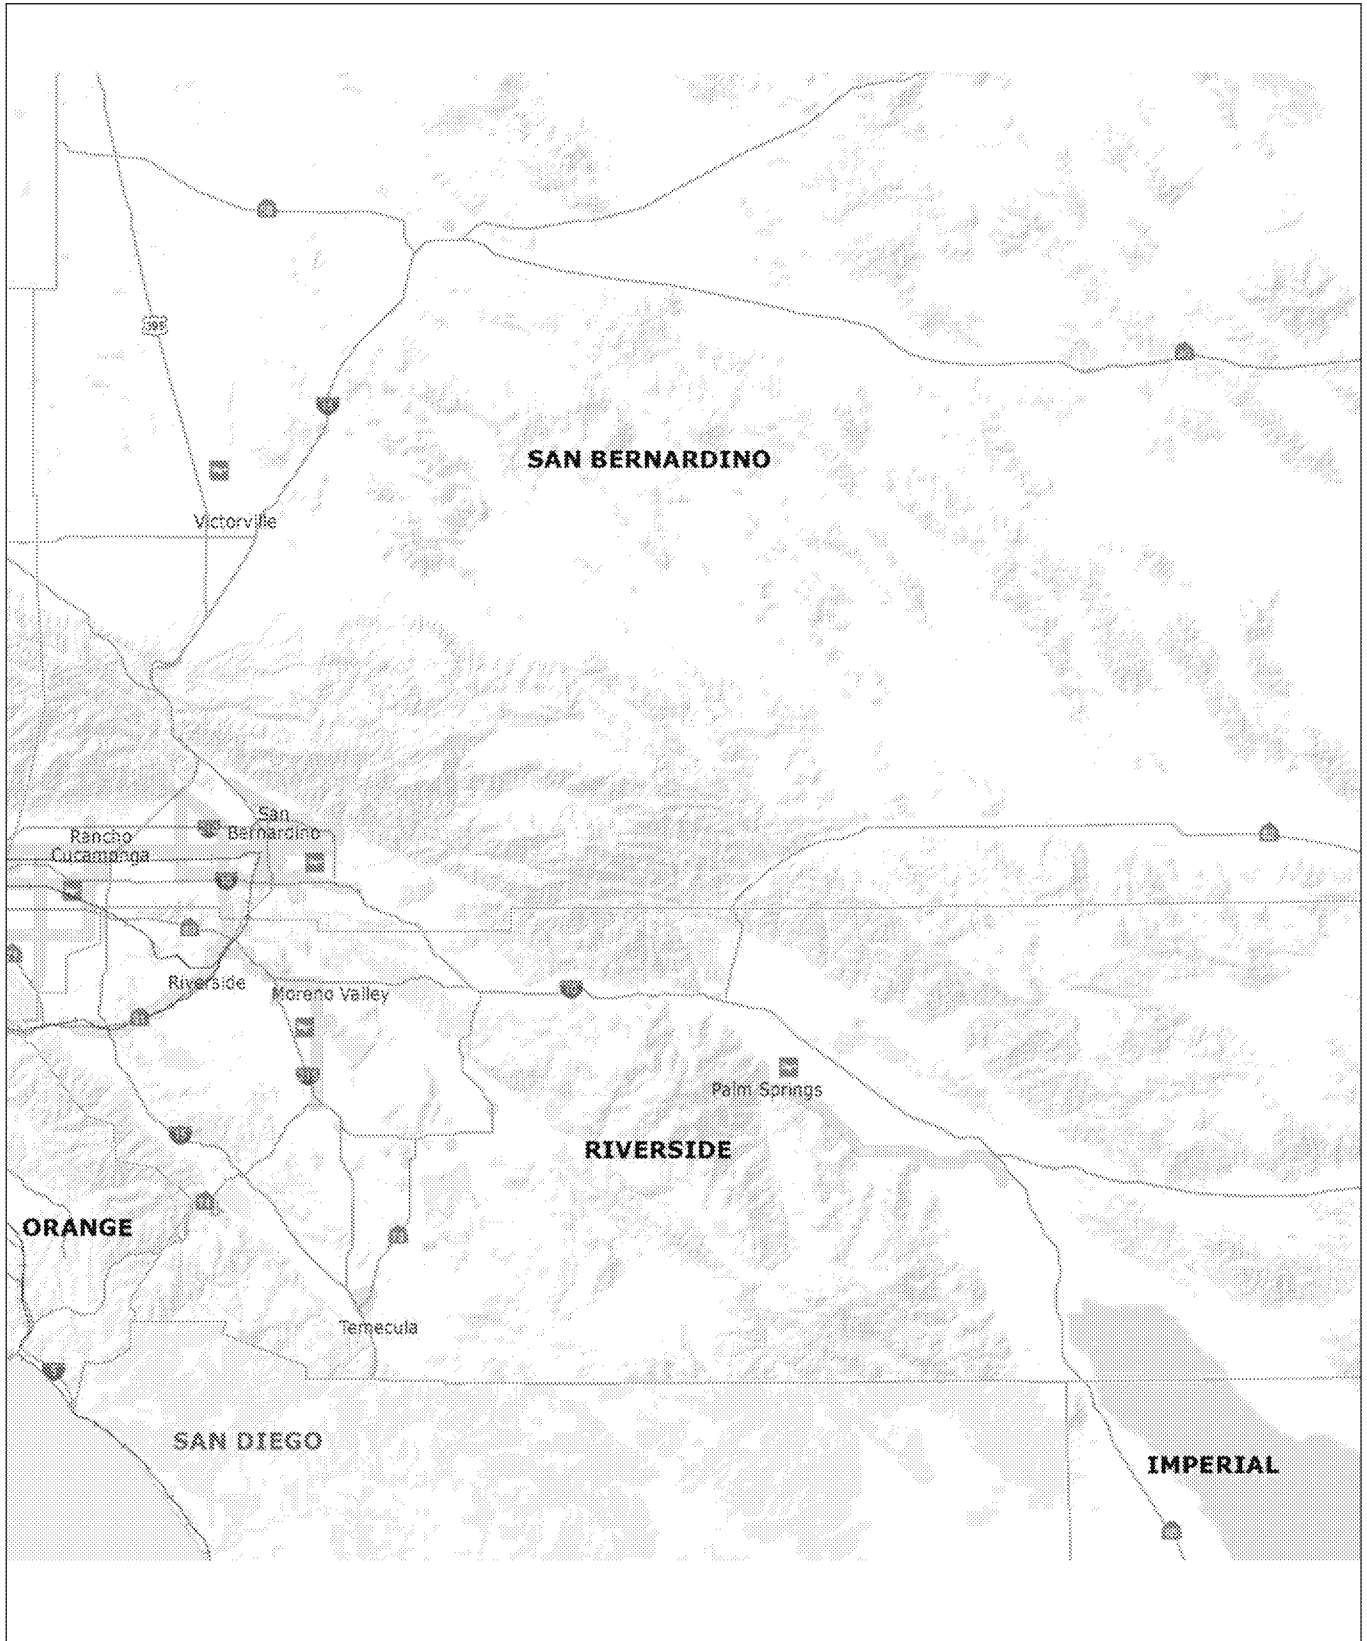 395
SAN BERNARDINO
Victorville
San
Bernardino
Rancho
Cucamonga
Riverside
Moreno Valley
Palm Springs
RIVERSIDE
ORANGE
Temecula
SAN DIEGO
IMPERIAL